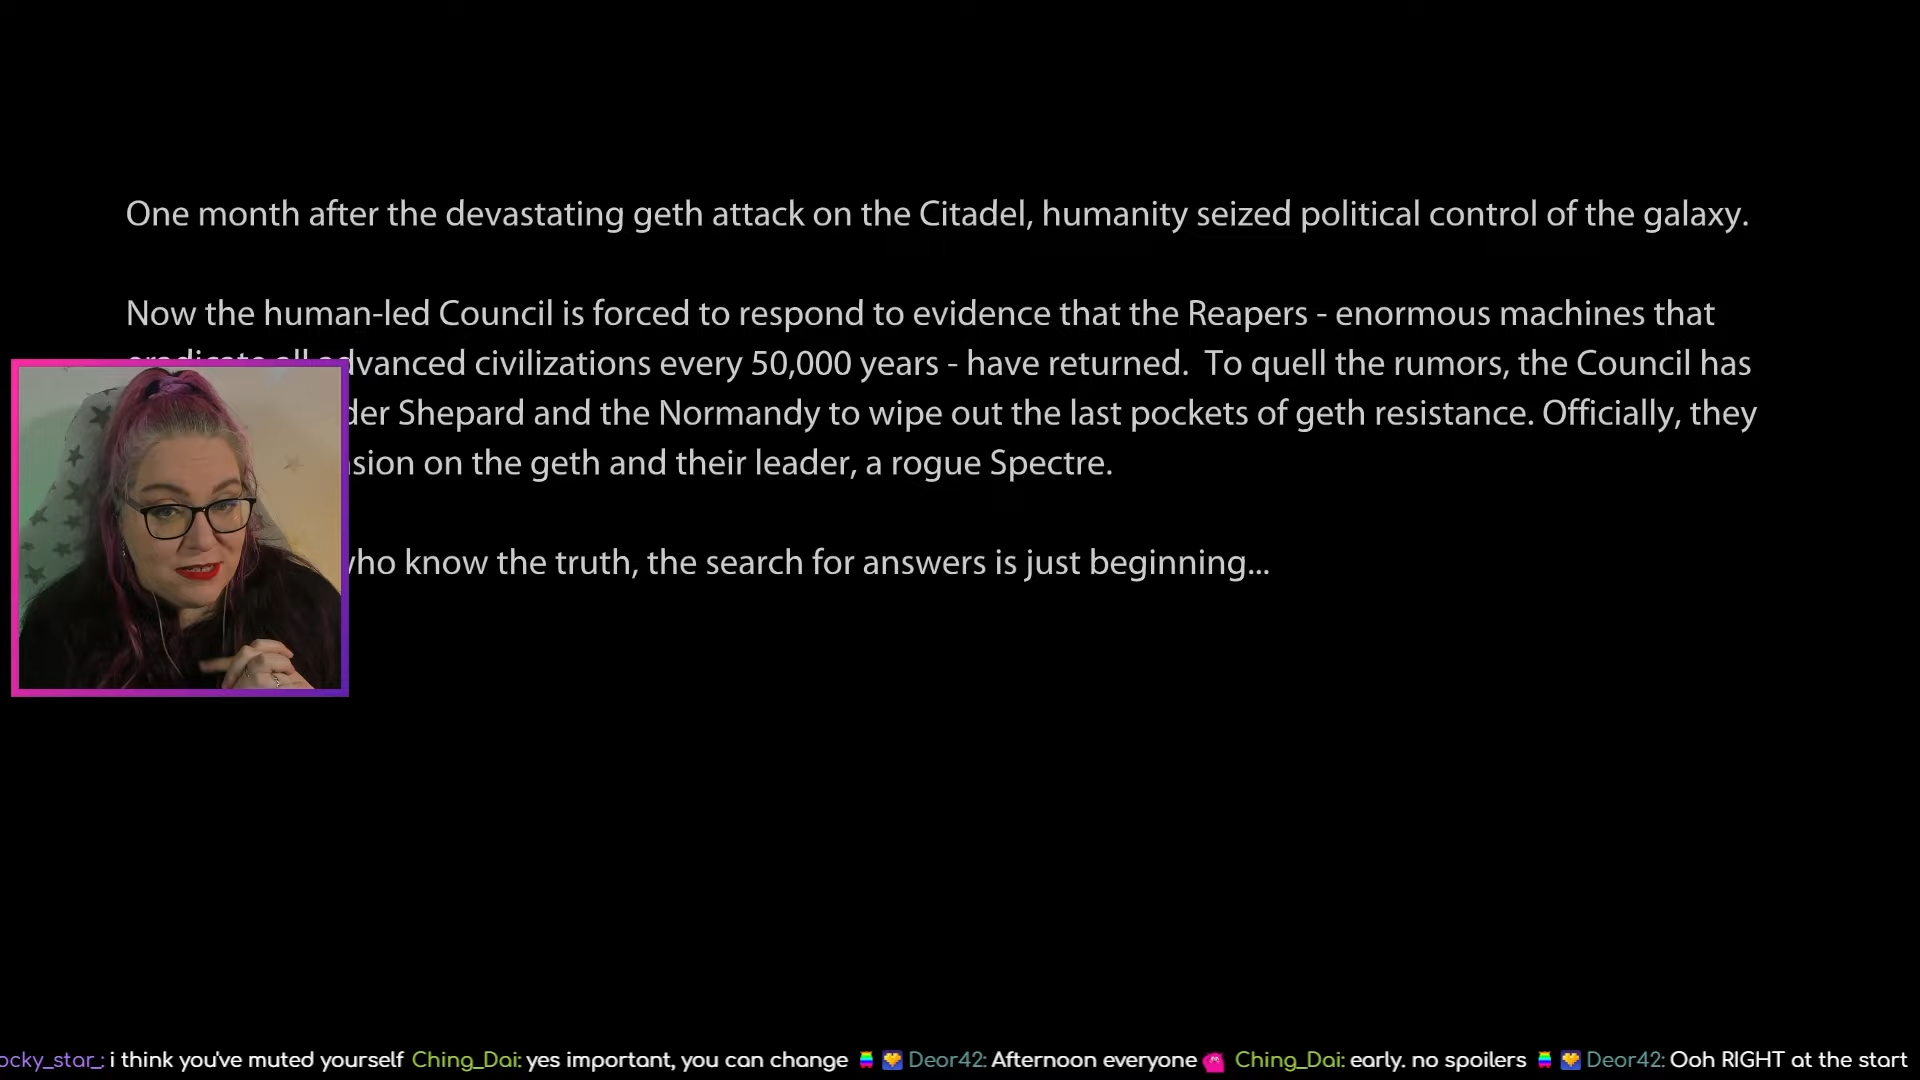 One month after the devastating geth attack on the Citadel, humanity seized political control of the galaxy.
Now the human-led Council is forced to respond to evidence that the Reapers - enormous machines that
eradicate all advanced civilizations every 50,000 years - have returned. To quell the rumors, the Council has
Shepard and the Normandy to wipe out the last pockets of geth resistance. Officially, they
on the geth and their leader, a rogue Spectre.
who know the truth, the search for answers is just beginning...
ocky_star_: i think you've muted yourself Ching_Dai: yes important, you can change Deor42: Afternoon everyone Ching_Dai: early. no spoilers Deor42: Ooh RIGHT at the start